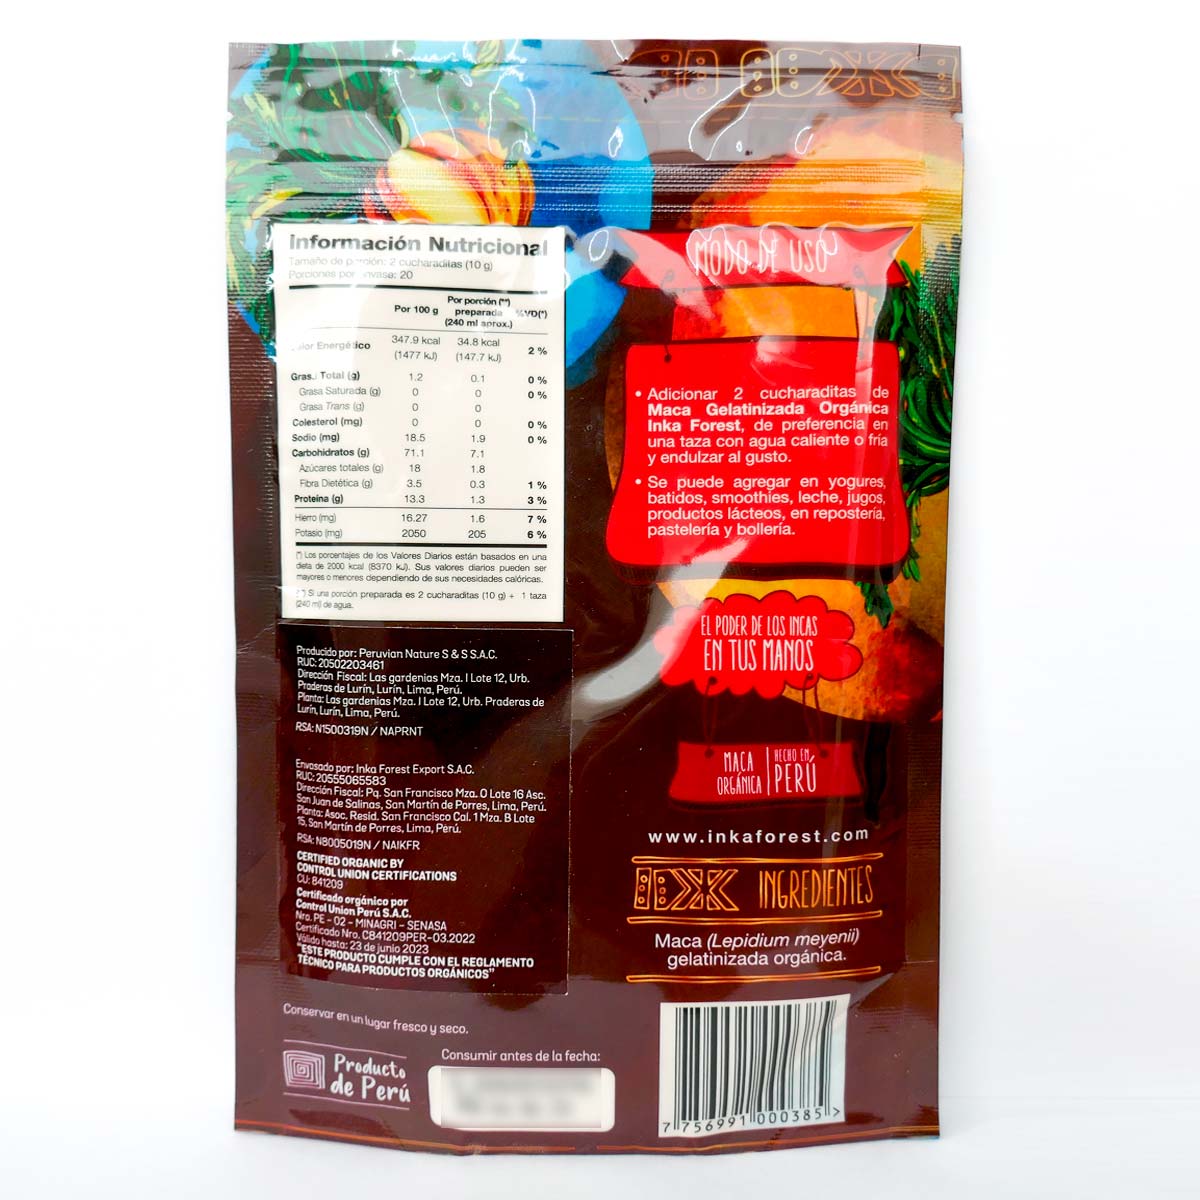 Información Nutricional
Tamaño de porción: 2 cucharaditas (10 g)
Porciones por envase: 20
Por 100 g Por porción (**) preparada (240 ml aprox.) %VD(*)
Valor Energético 347.9 kcal (1477 kJ) 34.8 kcal (147.7 kJ) 2 %
Grasa Total (g) 1.2 0.1 0 %
Grasa Saturada (g) 0 0 0 %
Grasa Trans (g) 0 0
Colesterol (mg) 0 0 0 %
Sodio (mg) 18.5 1.9 0 %
Carbohidratos (g) 71.1 7.1
Azúcares totales (g) 18 1.8
Fibra Dietética (g) 3.5 0.3 1 %
Proteína (g) 13.3 1.3 3 %
Hierro (mg) 16.27 1.6 7 %
Potasio (mg) 2050 205 6 %
(*) Los porcentajes de los Valores Diarios están basados en una
dieta de 2000 kcal (8370 kJ). Sus valores diarios pueden ser
mayores o menores dependiendo de sus necesidades calóricas.
(**) Si una porción preparada es 2 cucharaditas (10 g) + 1 taza
(240 ml) de agua.
Producido por: Peruvian Nature S & S S.A.C.
RUC: 20502203461
Dirección Fiscal: Las gardenias Mza. I Lote 12, Urb.
Praderas de Lurín, Lurín, Lima, Perú.
Planta: Las gardenias Mza. I Lote 12, Urb. Praderas de
Lurín, Lurín, Lima, Perú.
RSA: N1500319N / NAPRNT
Envasado por: Inka Forest Export S.A.C.
RUC: 20555065583
Dirección Fiscal: Pq. San Francisco Mza. O Lote 16 Asc.
San Juan de Salinas, San Martín de Porres, Lima, Perú.
Planta: Asoc. Resid. San Francisco Cal. 1 Mza. B Lote
15, San Martín de Porres, Lima, Perú.
RSA: N8005019N / NAIKFR
CERTIFIED ORGANIC BY
CONTROL UNION CERTIFICATIONS
CU: 841209
Certificado orgánico por
Control Union Perú S.A.C.
Nro. PE - 02 - MINAGRI - SENASA
Certificado Nro. C841209PER-03.2022
Válido hasta: 23 de junio 2023
"ESTE PRODUCTO CUMPLE CON EL REGLAMENTO
TÉCNICO PARA PRODUCTOS ORGÁNICOS"
Conservar en un lugar fresco y seco.
Producto
de Perú
Consumir antes de la fecha:
MODO DE USO
• Adicionar 2 cucharaditas de
Maca Gelatinizada Orgánica
Inka Forest, de preferencia en
una taza con agua caliente o fría
y endulzar al gusto.
• Se puede agregar en yogures,
batidos, smoothies, leche, jugos,
productos lácteos, en repostería,
pastelería y bollería.
EL PODER DE LOS INCAS
EN TUS MANOS
MACA
ORGÁNICA
HECHO EN
PERÚ
www.inkaforest.com
INGREDIENTES
Maca (Lepidium meyenii)
gelatinizada orgánica.
7 756991 000385 >